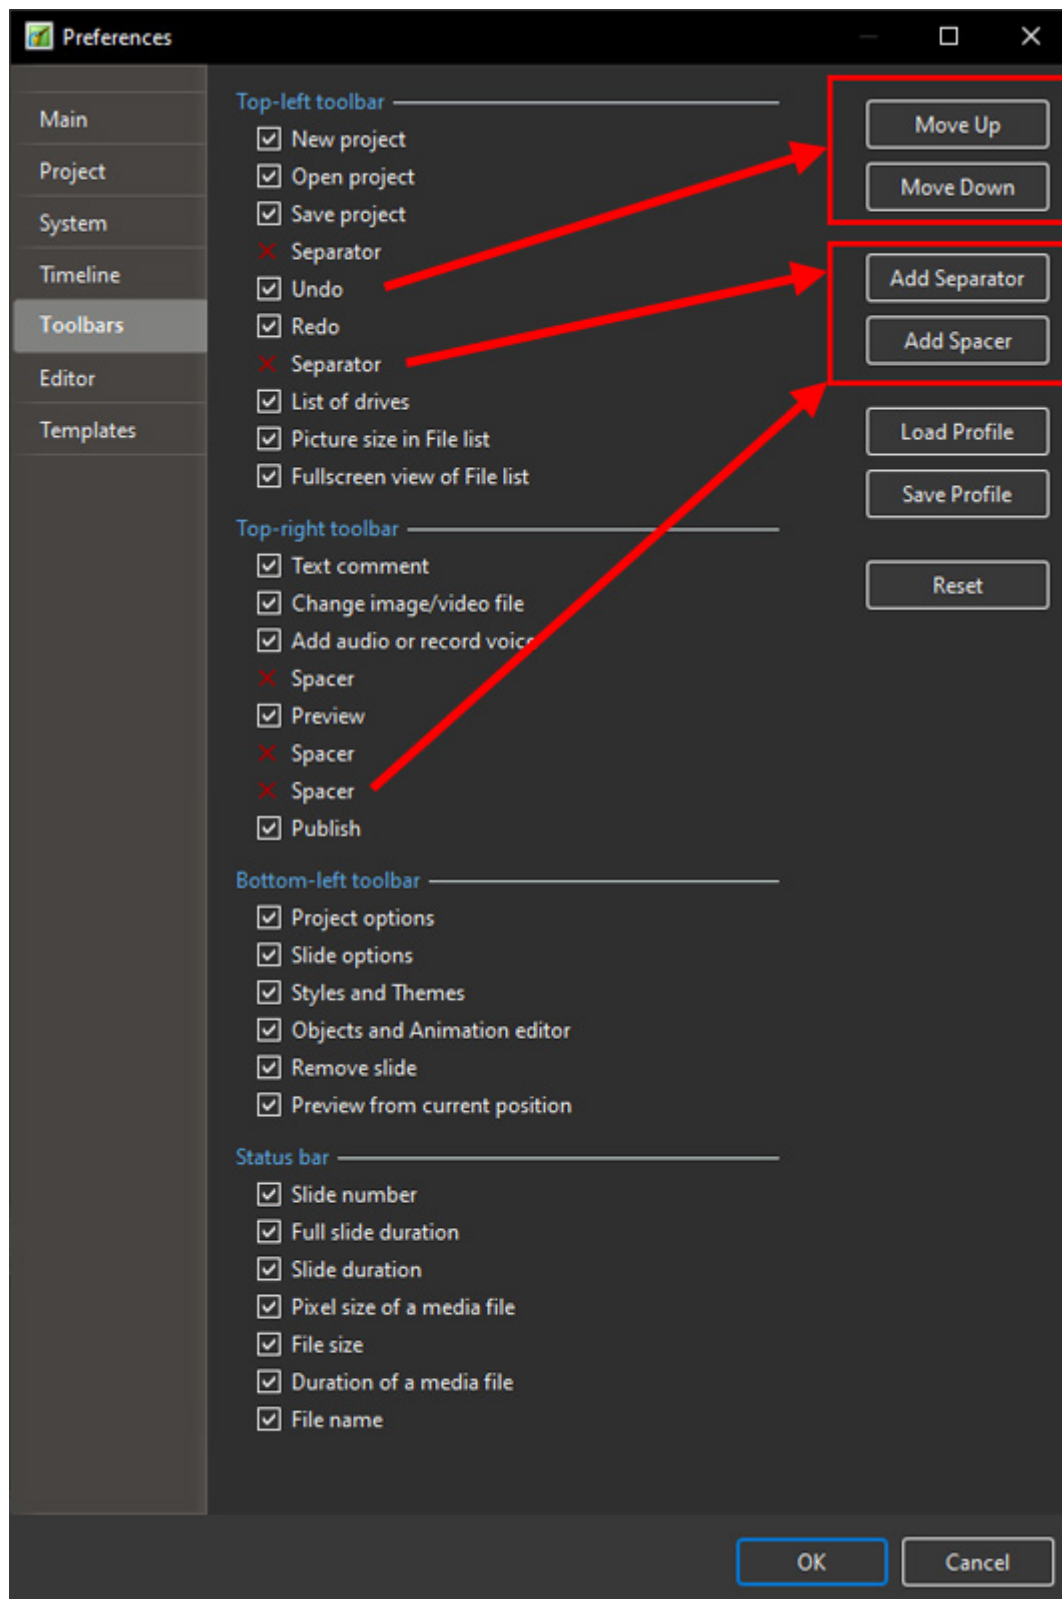 Preferences
Main
Project
System
Timeline
Toolbars
Editor
Templates
Top-left toolbar
New project
Open project
Save project
Separator
Undo
Redo
Separator
List of drives
Picture size in File list
Fullscreen view of File list
Top-right toolbar
Text comment
Change image/video file
Add audio or record voice
Spacer
Preview
Spacer
Spacer
Publish
Bottom-left toolbar
Project options
Slide options
Styles and Themes
Objects and Animation editor
Remove slide
Preview from current position
Status bar
Slide number
Full slide duration
Slide duration
Pixel size of a media file
File size
Duration of a media file
File name
Move Up
Move Down
Add Separator
Add Spacer
Load Profile
Save Profile
Reset
OK
Cancel